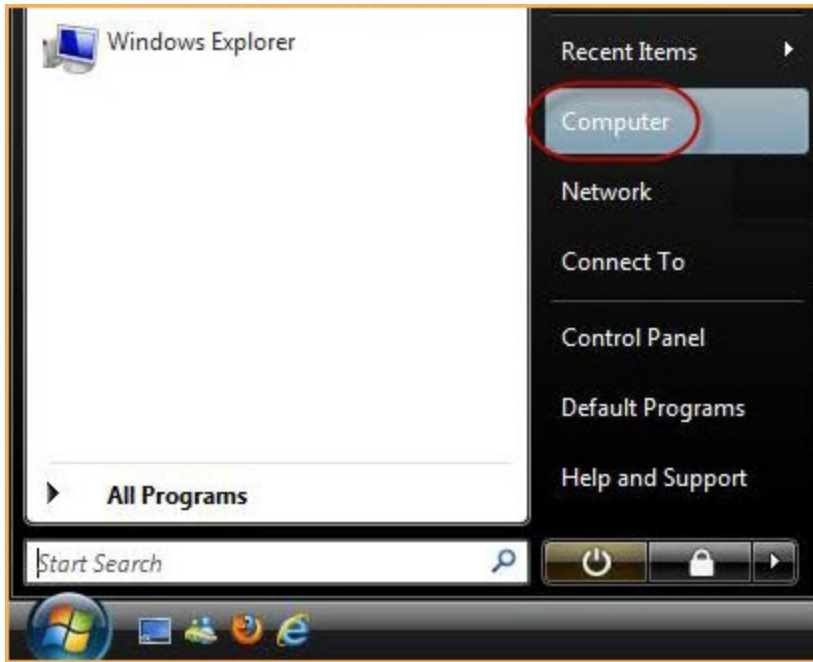 Windows Explorer
All Programs
Start Search
Recent Items
Computer
Network
Connect To
Control Panel
Default Programs
Help and Support